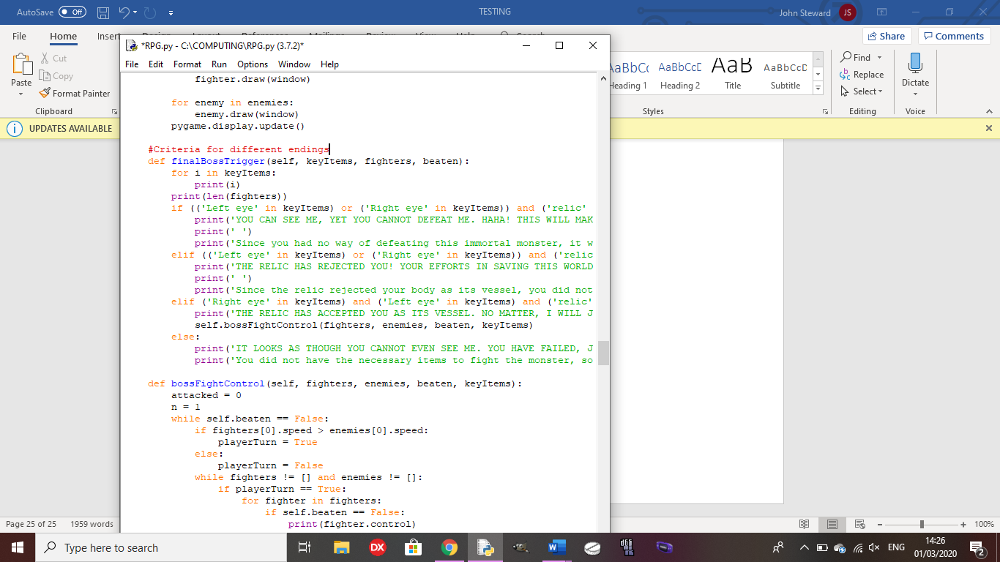 AutoSave Off TESTING John Steward JS
File Home Insert Search Share Comments
Paste Cut Copy Format Painter
Clipboard
AaBbCc AaBbCcD AaB AaBbCcD
Heading 1 Heading 2 Title Subtitle
Styles
Find Replace Select
Editing
Dictate
Voice
UPDATES AVAILABLE
*RPG.py - C:\COMPUTING\RPG.py (3.7.2)*
File Edit Format Run Options Window Help
fighter.draw(window)
for enemy in enemies:
enemy.draw(window)
pygame.display.update()
#Criteria for different endings
def finalBossTrigger(self, keyItems, fighters, beaten):
for i in keyItems:
print(i)
print(len(fighters))
if (('Left eye' in keyItems) or ('Right eye' in keyItems)) and ('relic'
print('YOU CAN SEE ME, YET YOU CANNOT DEFEAT ME. HAHA! THIS WILL MAK
print(' ')
print('Since you had no way of defeating this immortal monster, it w
elif (('Left eye' in keyItems) or ('Right eye' in keyItems)) and ('relic
print('THE RELIC HAS REJECTED YOU! YOUR EFFORTS IN SAVING THIS WORLD
print(' ')
print('Since the relic rejected your body as its vessel, you did not
elif ('Right eye' in keyItems) and ('Left eye' in keyItems) and ('relic'
print('THE RELIC HAS ACCEPTED YOU AS ITS VESSEL. NO MATTER, I WILL J
self.bossFightControl(fighters, enemies, beaten, keyItems)
else:
print('IT LOOKS AS THOUGH YOU CANNOT EVEN SEE ME. YOU HAVE FAILED, J
print('You did not have the necessary items to fight the monster, so
def bossFightControl(self, fighters, enemies, beaten, keyItems):
attacked = 0
n = 1
while self.beaten == False:
if fighters[0].speed > enemies[0].speed:
playerTurn = True
else:
playerTurn = False
while fighters != [] and enemies != []:
if playerTurn == True:
for fighter in fighters:
if self.beaten == False:
print(fighter.control)
Page 25 of 25 1959 words 100%
Type here to search
DX
ENG
14:26
01/03/2020
2